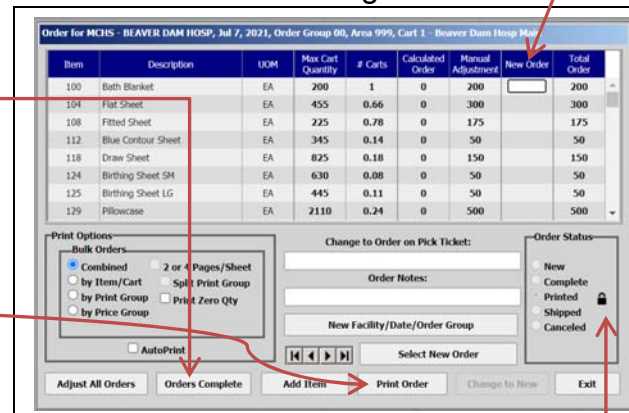 Order for MCHS - BEAVER DAM HOSP, Jul 7, 2021, Order Group 00, Area 999, Cart 1 - Beaver Dam Hosp Main
Item Description UOM Max Cart Quantity # Carts Calculated Order Manual Adjustment New Order Total Order
100 Bath Blanket EA 200 1 0 200 200
104 Flat Sheet EA 455 0.66 0 300 300
108 Fitted Sheet EA 225 0.78 0 175 175
112 Blue Contour Sheet EA 345 0.14 0 50 50
118 Draw Sheet EA 825 0.18 0 150 150
124 Birthing Sheet SM EA 630 0.08 0 50 50
125 Birthing Sheet LG EA 445 0.11 0 50 50
129 Pillowcase EA 2110 0.24 0 500 500
Print Options
Bulk Orders
Combined
by Item/Cart
by Print Group
by Price Group
2 or 4 Pages/Sheet
Split Print Group
Print Zero Qty
AutoPrint
Change to Order on Pick Ticket:
Order Notes:
New Facility/Date/Order Group
Select New Order
Order Status
New
Complete
Printed
Shipped
Canceled
Adjust All Orders Orders Complete Add Item Print Order Change to New Exit